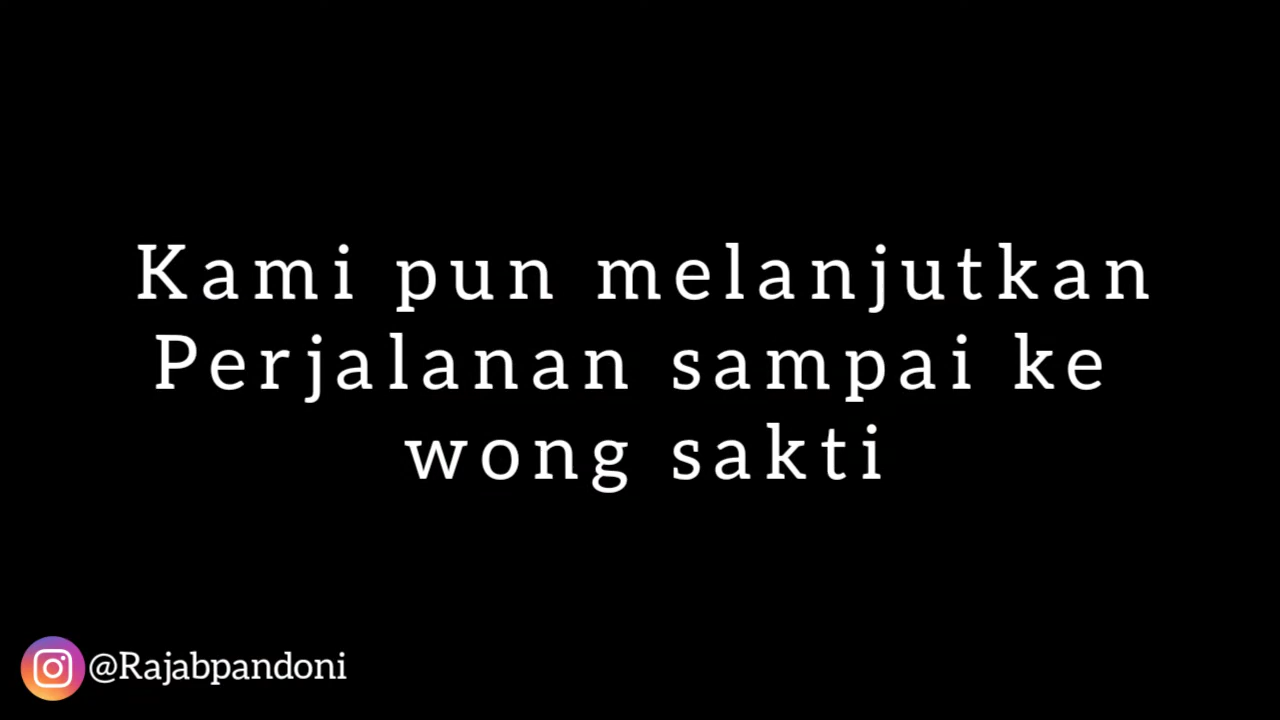 Kami pun melanjutkan
Perjalanan sampai ke
wong sakti
@Rajabpandoni